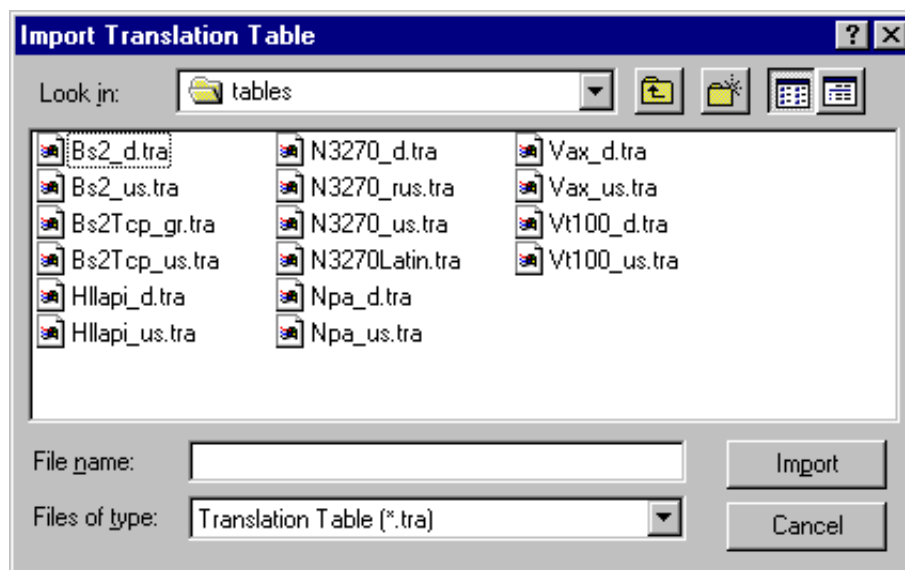 Import Translation Table
Look in: tables
Bs2_d.tra N3270_d.tra Vax_d.tra
Bs2_us.tra N3270_rus.tra Vax_us.tra
Bs2Tcp_gr.tra N3270_us.tra Vt100_d.tra
Bs2Tcp_us.tra N3270Latin.tra Vt100_us.tra
Hllapi_d.tra Npa_d.tra
Hllapi_us.tra Npa_us.tra
File name: Import
Files of type: Translation Table (*.tra) Cancel